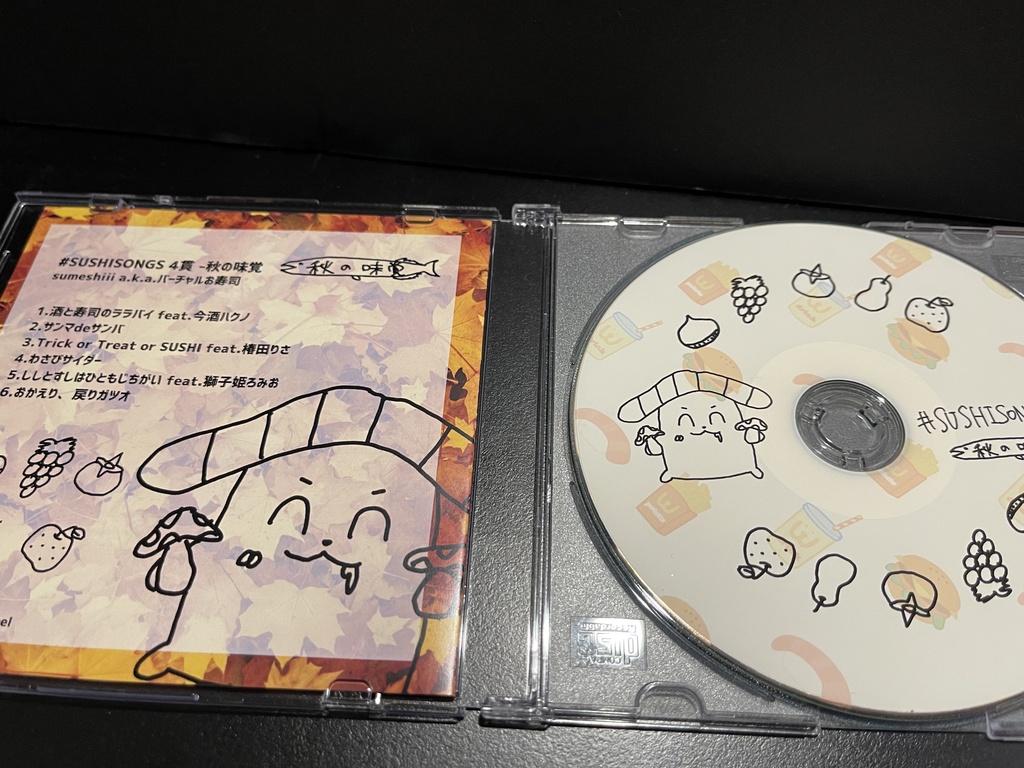 #SUSHISONGS 4貫 -秋の味覚
秋の味覚
sumeshiii a.k.a.バーチャルお寿司
1.酒と寿司のララバイ feat.今酒ハクノ
2.サンマdeサンバ
3.Trick or Treat or SUSHI feat.椿田りさ
4.わさびサイダー
5.ししとすしはひともじちがい feat.獅子姫ろみお
6.おかえり、戻りガツオ
#SUSHISON
秋の